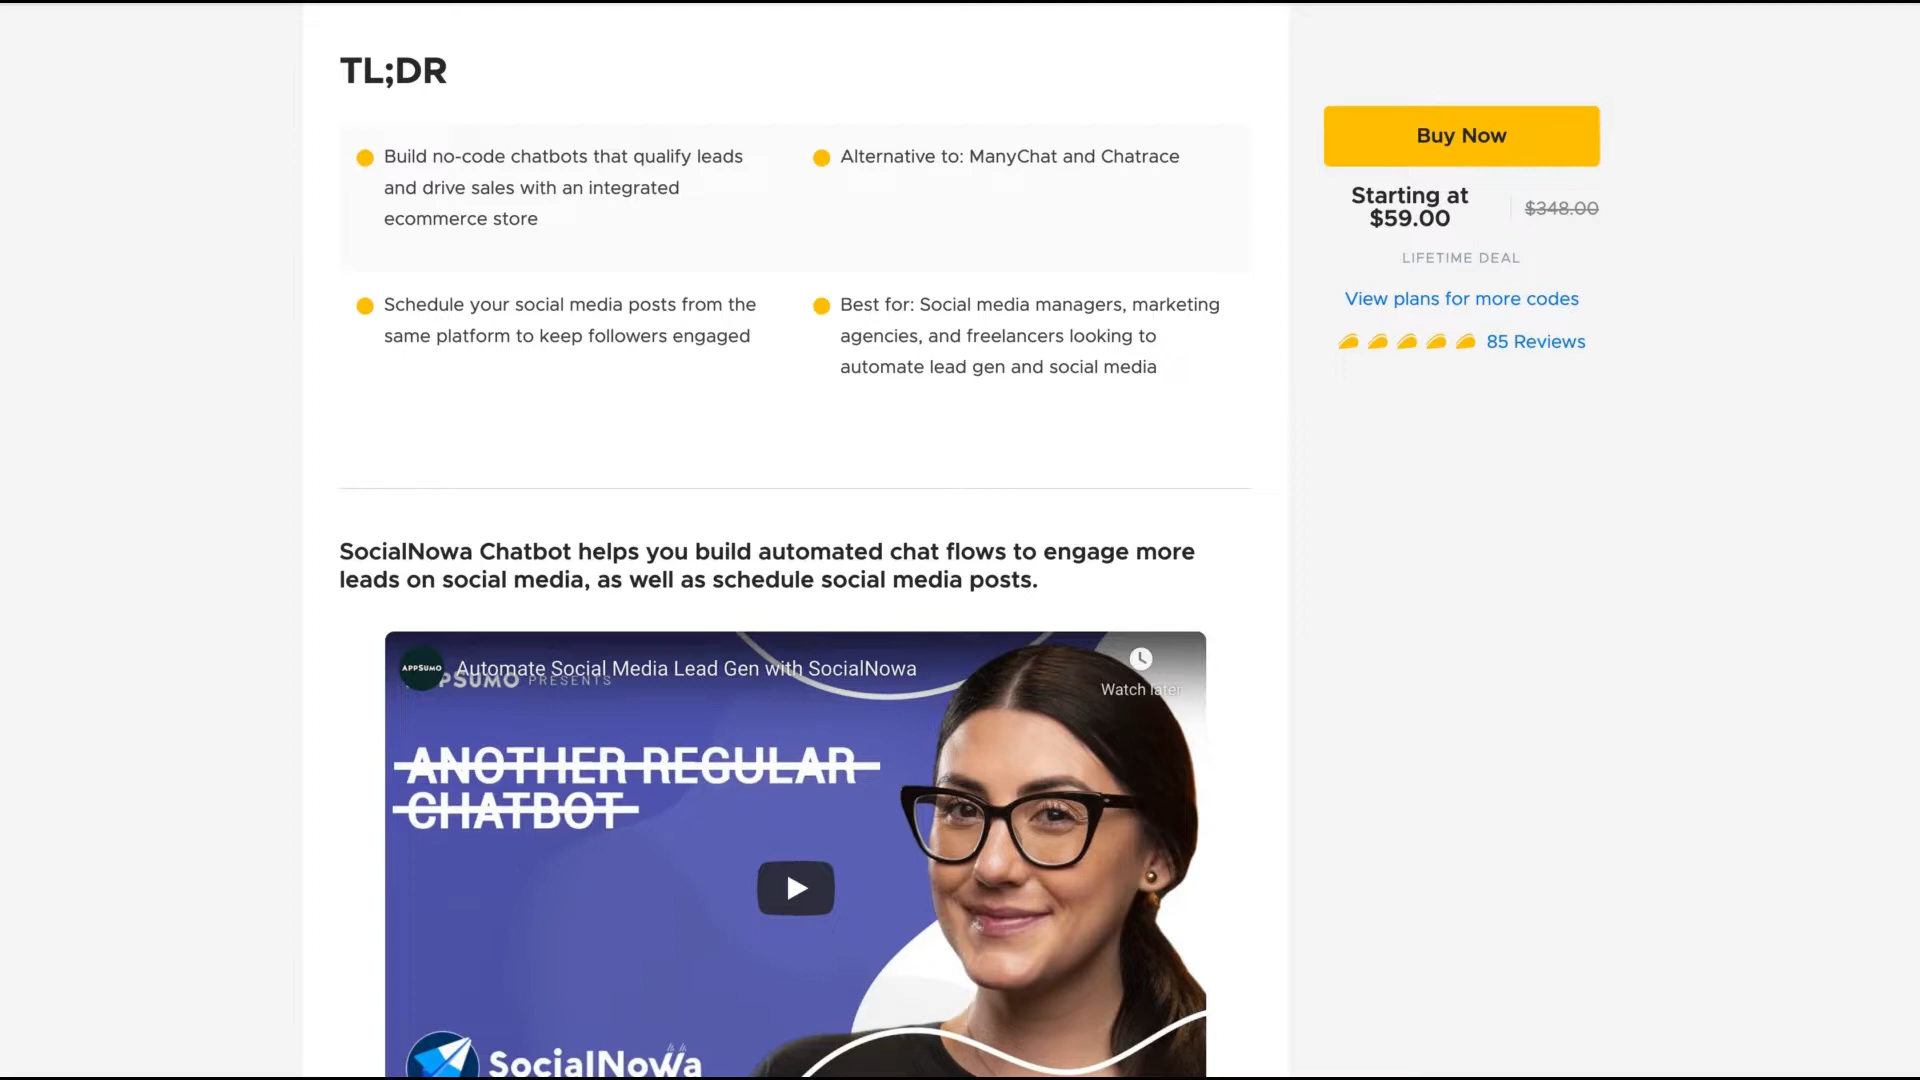 TL;DR
Build no-code chatbots that qualify leads
and drive sales with an integrated
ecommerce store
Alternative to: ManyChat and Chatrace
Schedule your social media posts from the
same platform to keep followers engaged
Best for: Social media managers, marketing
agencies, and freelancers looking to
automate lead gen and social media
Buy Now
Starting at
$59.00
$348.00
LIFETIME DEAL
View plans for more codes
85 Reviews
SocialNowa Chatbot helps you build automated chat flows to engage more
leads on social media, as well as schedule social media posts.
APPSUMO
Automate Social Media Lead Gen with SocialNowa
PSUMO PRESENTS
Watch later
ANOTHER REGULAR
CHATBOT
SocialNowa